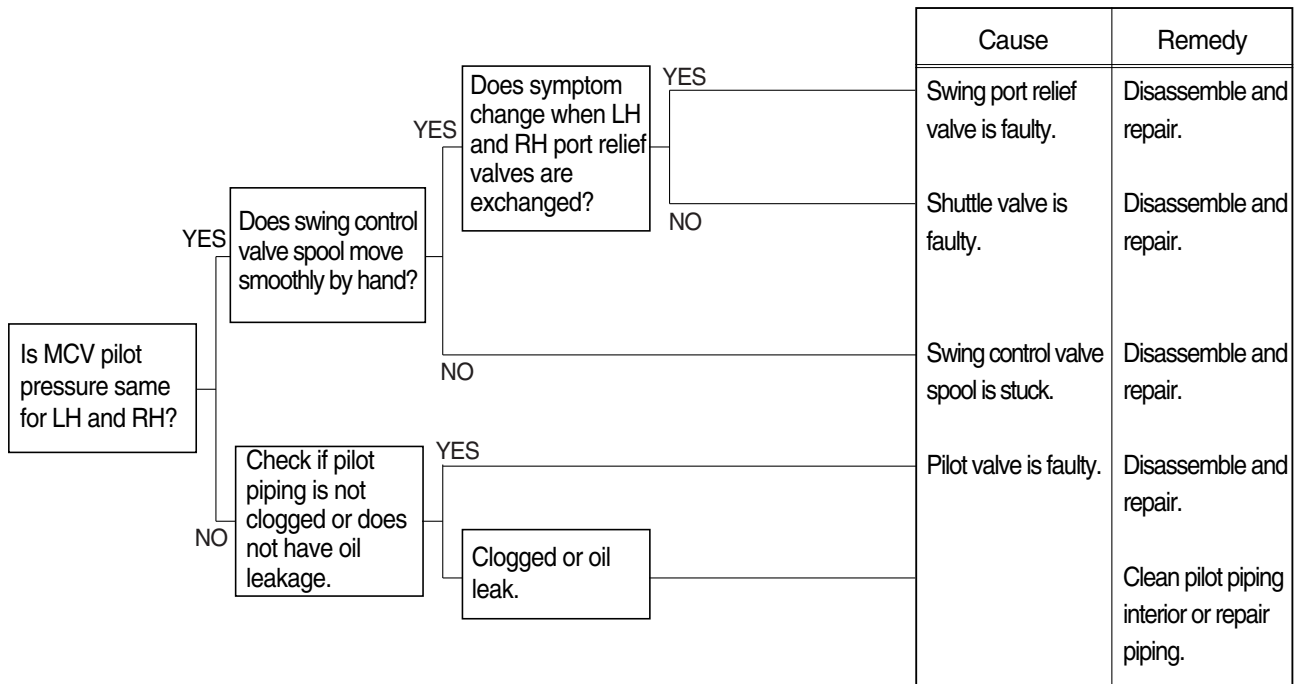 Cause
Remedy
Does symptom
change when LH
and RH port relief
valves are
exchanged?
YES
YES
NO
Swing port relief
valve is faulty.
Disassemble and
repair.
Shuttle valve is
faulty.
Disassemble and
repair.
Does swing control
valve spool move
smoothly by hand?
YES
NO
Swing control valve
spool is stuck.
Disassemble and
repair.
Is MCV pilot
pressure same
for LH and RH?
NO
Check if pilot
piping is not
clogged or does
not have oil
leakage.
YES
Pilot valve is faulty.
Disassemble and
repair.
Clogged or oil
leak.
Clean pilot piping
interior or repair
piping.